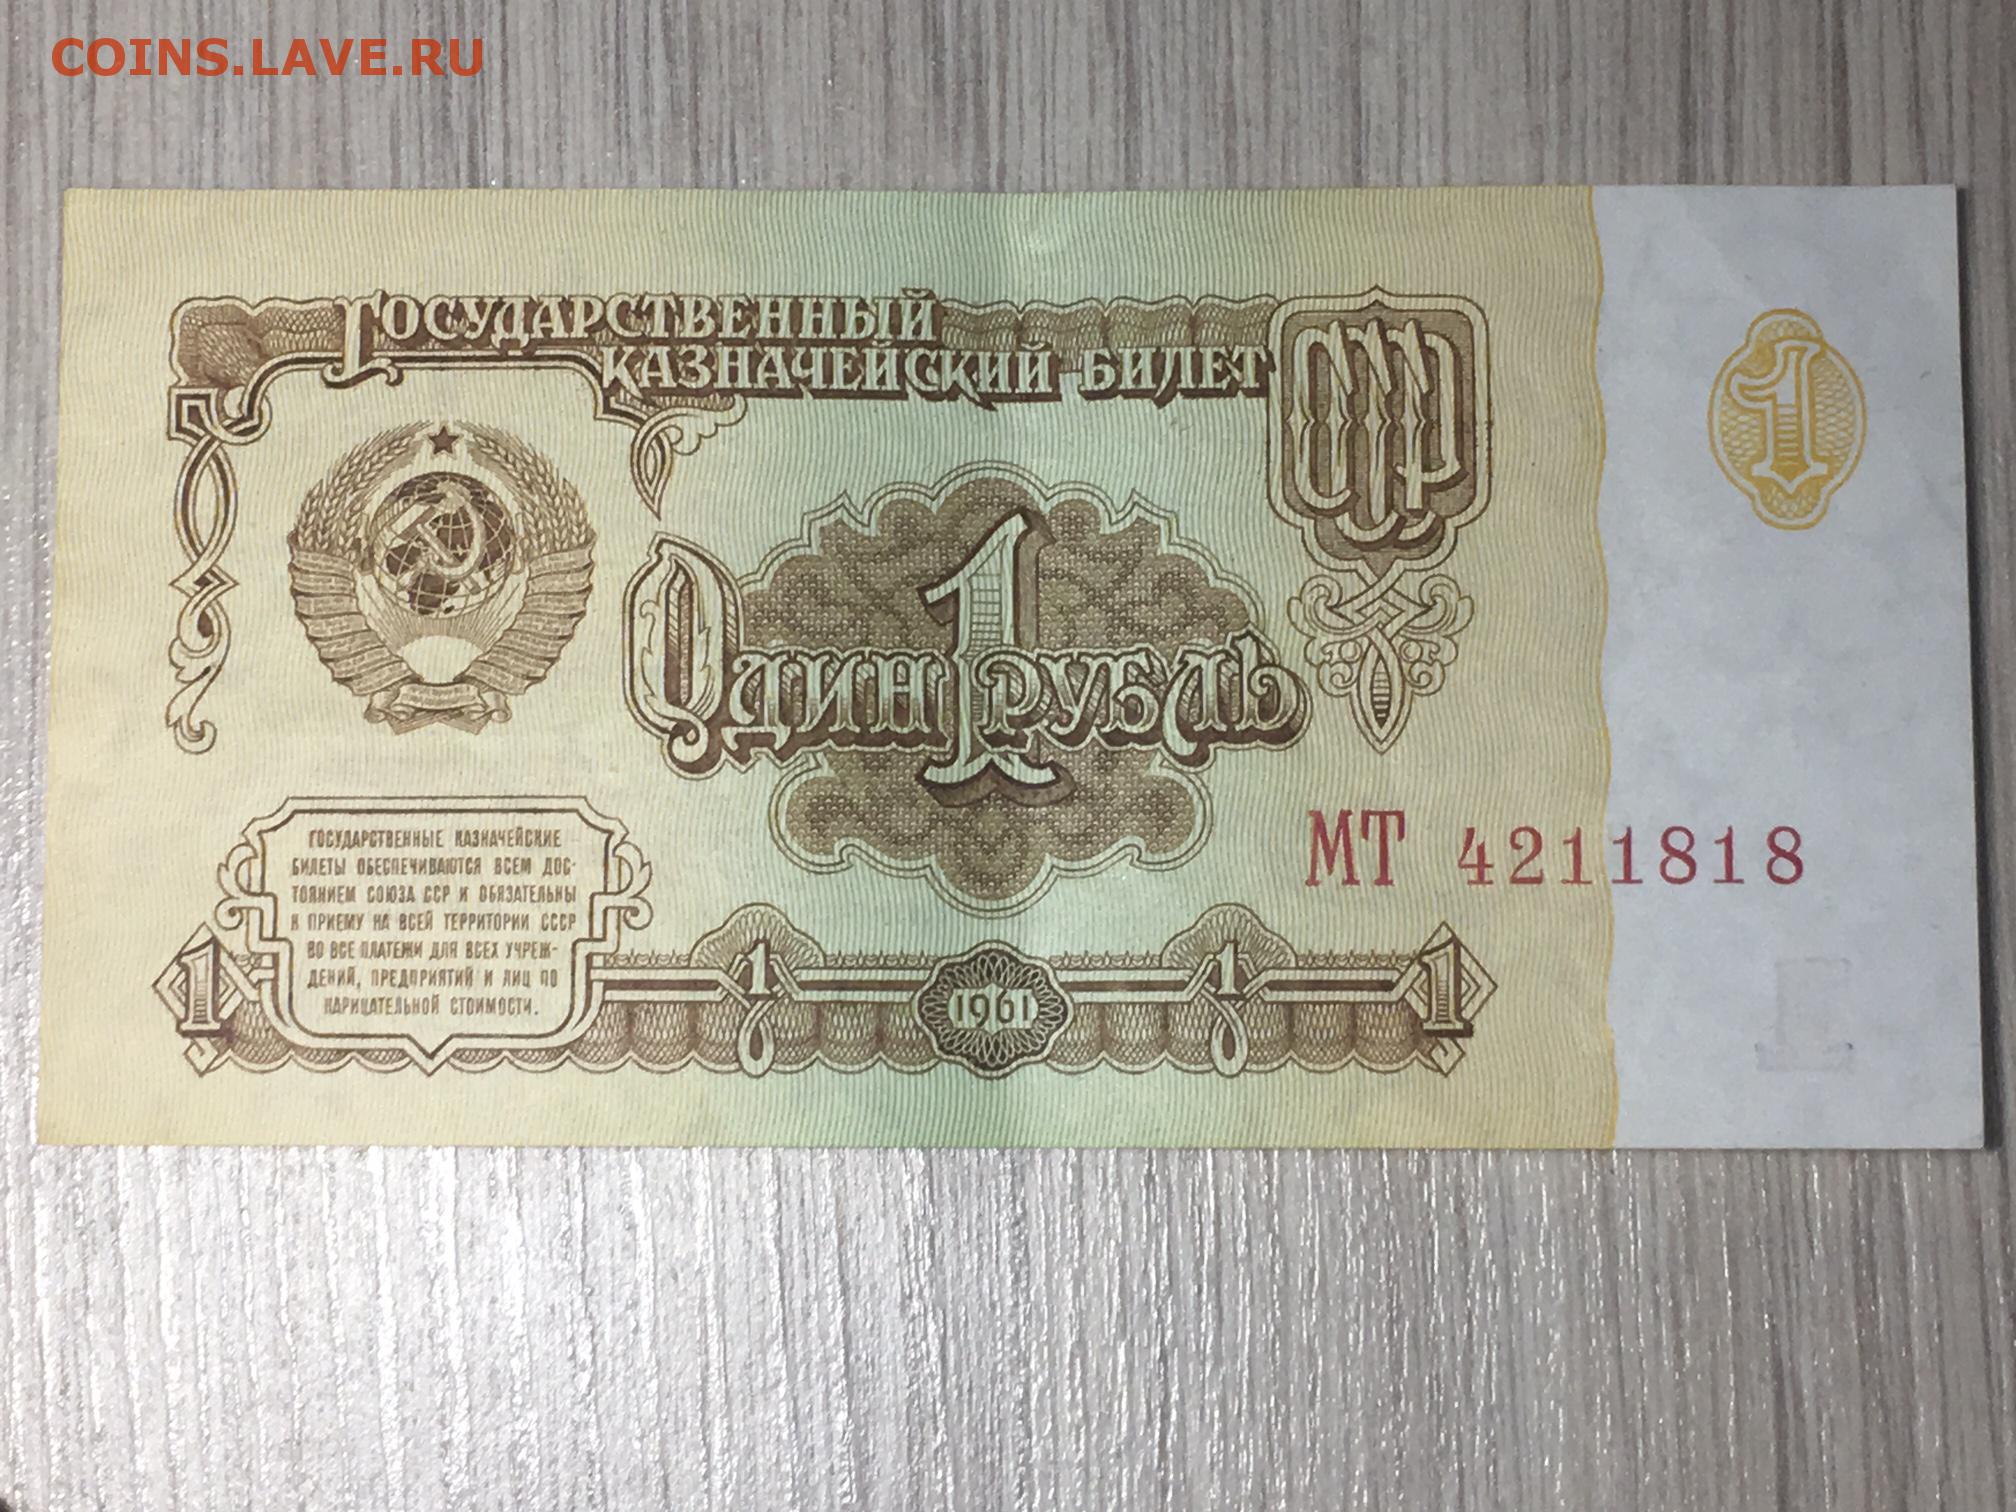 COINS.LAVE.RU
ГОСУДАРСТВЕННЫЙ
КАЗНАЧЕЙСКИЙ БИЛЕТ
СССР
1
1
ОДИН РУБЛЬ
МТ 4211818
ГОСУДАРСТВЕННЫЕ КАЗНАЧЕЙСКИЕ
БИЛЕТЫ ОБЕСПЕЧИВАЮТСЯ ВСЕМ ДОС-
ТОЯНИЕМ СОЮЗА ССР И ОБЯЗАТЕЛЬНЫ
К ПРИЕМУ НА ВСЕЙ ТЕРРИТОРИИ СССР
ВО ВСЕ ПЛАТЕЖИ ДЛЯ ВСЕХ УЧРЕЖ-
ДЕНИЙ, ПРЕДПРИЯТИЙ И ЛИЦ ПО
НАРИЦАТЕЛЬНОЙ СТОИМОСТИ.
1 1 1961 1 1